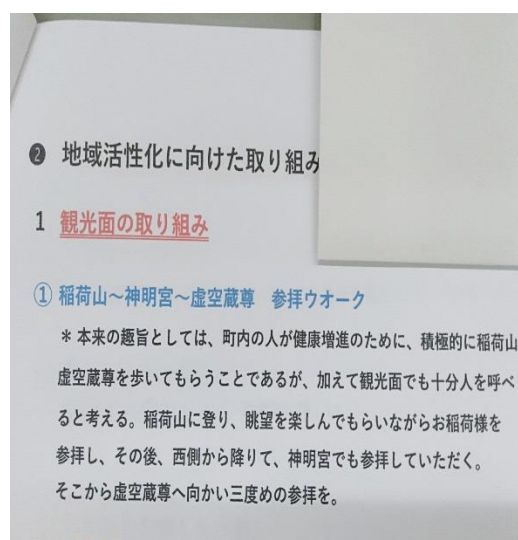 ❷ 地域活性化に向けた取り組み
1 観光面の取り組み
① 稲荷山～神明宮～虚空蔵尊 参拝ウオーク
＊本来の趣旨としては、町内の人が健康増進のために、積極的に稲荷山
虚空蔵尊を歩いてもらうことであるが、加えて観光面でも十分人を呼べ
ると考える。稲荷山に登り、眺望を楽しんでもらいながらお稲荷様を
参拝し、その後、西側から降りて、神明宮でも参拝していただく。
そこから虚空蔵尊へ向かい三度めの参拝を。